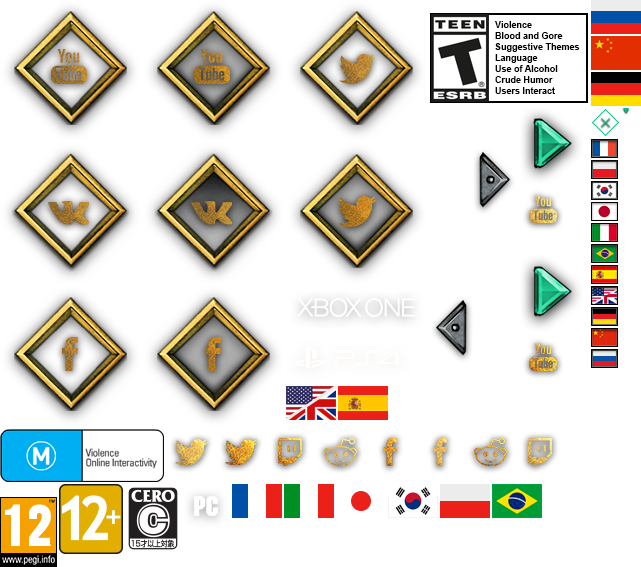 You
Tube
You
Tube
TEEN
T
®
ESRB
Violence
Blood and Gore
Suggestive Themes
Language
Use of Alcohol
Crude Humor
Users Interact
You
Tube
XBOX ONE
PS4
You
Tube
M
Violence
Online Interactivity
12
www.pegi.info
12+
CERO
C
15才以上対象
PC